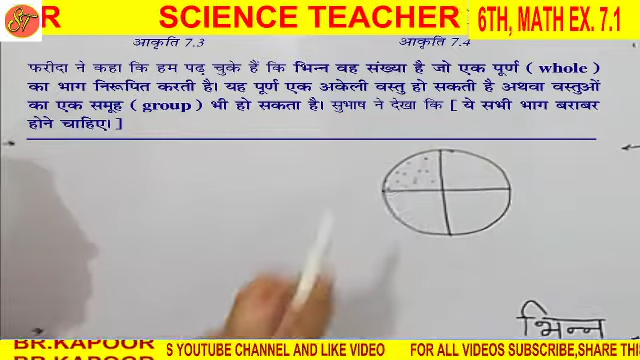 R SCIENCE TEACHER
6TH, MATH EX. 7.1
ST
आकृति 7.3 आकृति 7.4
फरीदा ने कहा कि हम पढ़ चुके हैं कि भिन्न वह संख्या है जो एक पूर्ण ( whole )
का भाग निरूपित करती है। यह पूर्ण एक अकेली वस्तु हो सकती है अथवा वस्तुओं
का एक समूह ( group ) भी हो सकता है। सुभाष ने देखा कि [ ये सभी भाग बराबर
होने चाहिए। ]
भिन्न
BR.KAPOOR S YOUTUBE CHANNEL AND LIKE VIDEO FOR ALL VIDEOS SUBSCRIBE,SHARE THI